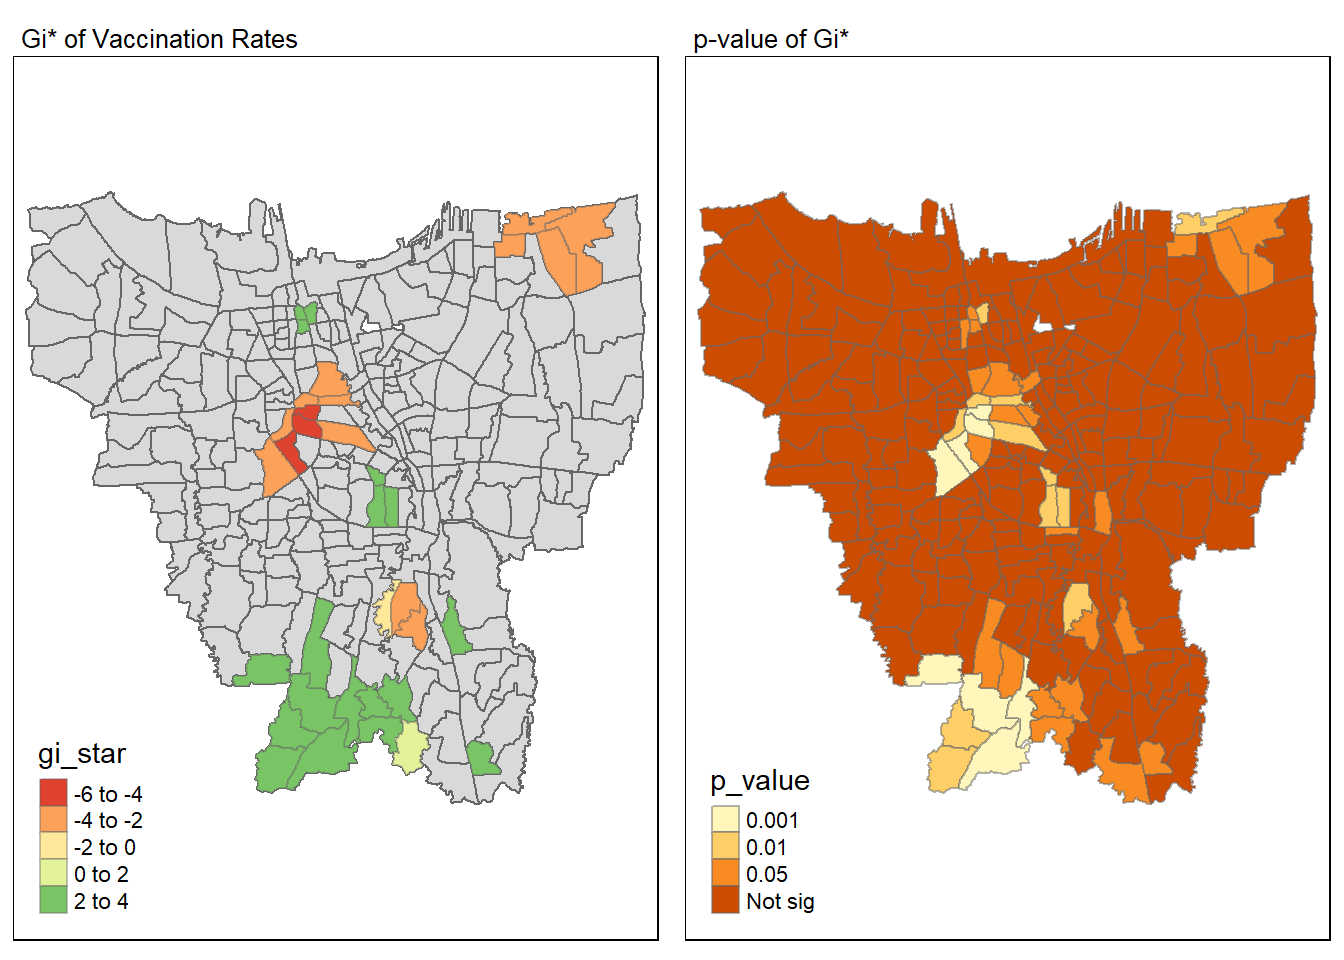 Gi* of Vaccination Rates
p-value of Gi*
gi_star
-6 to -4
-4 to -2
-2 to 0
0 to 2
2 to 4
p_value
0.001
0.01
0.05
Not sig